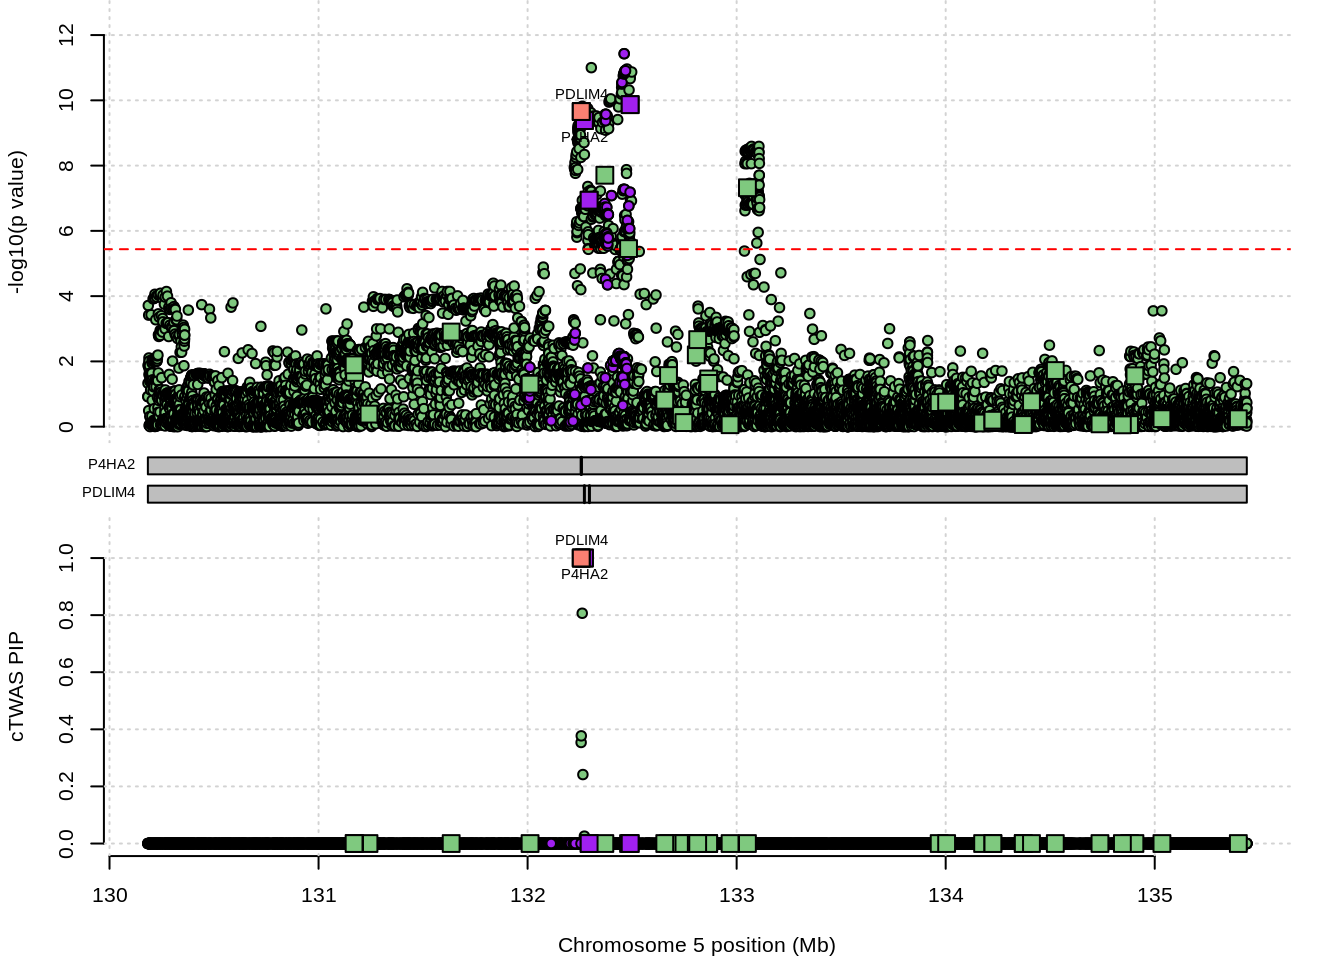 -log10(p value)
12
10
8
6
4
2
0
PDLIM4
P4HA2
P4HA2
PDLIM4
cTWAS PIP
1.0
0.8
0.6
0.4
0.2
0.0
PDLIM4
P4HA2
130 131 132 133 134 135
Chromosome 5 position (Mb)